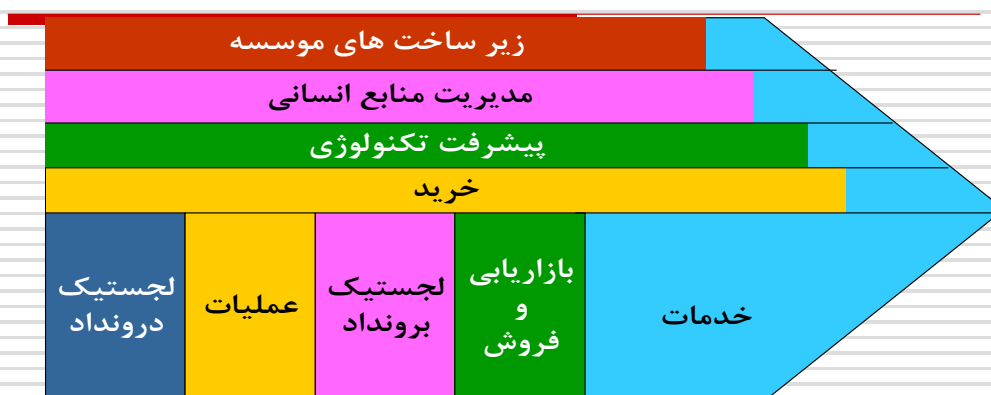 زیر ساخت های موسسه
مدیریت منابع انسانی
پیشرفت تکنولوژی
خرید
لجستیک
درونداد
عملیات
لجستیک
برونداد
بازاریابی
و
فروش
خدمات